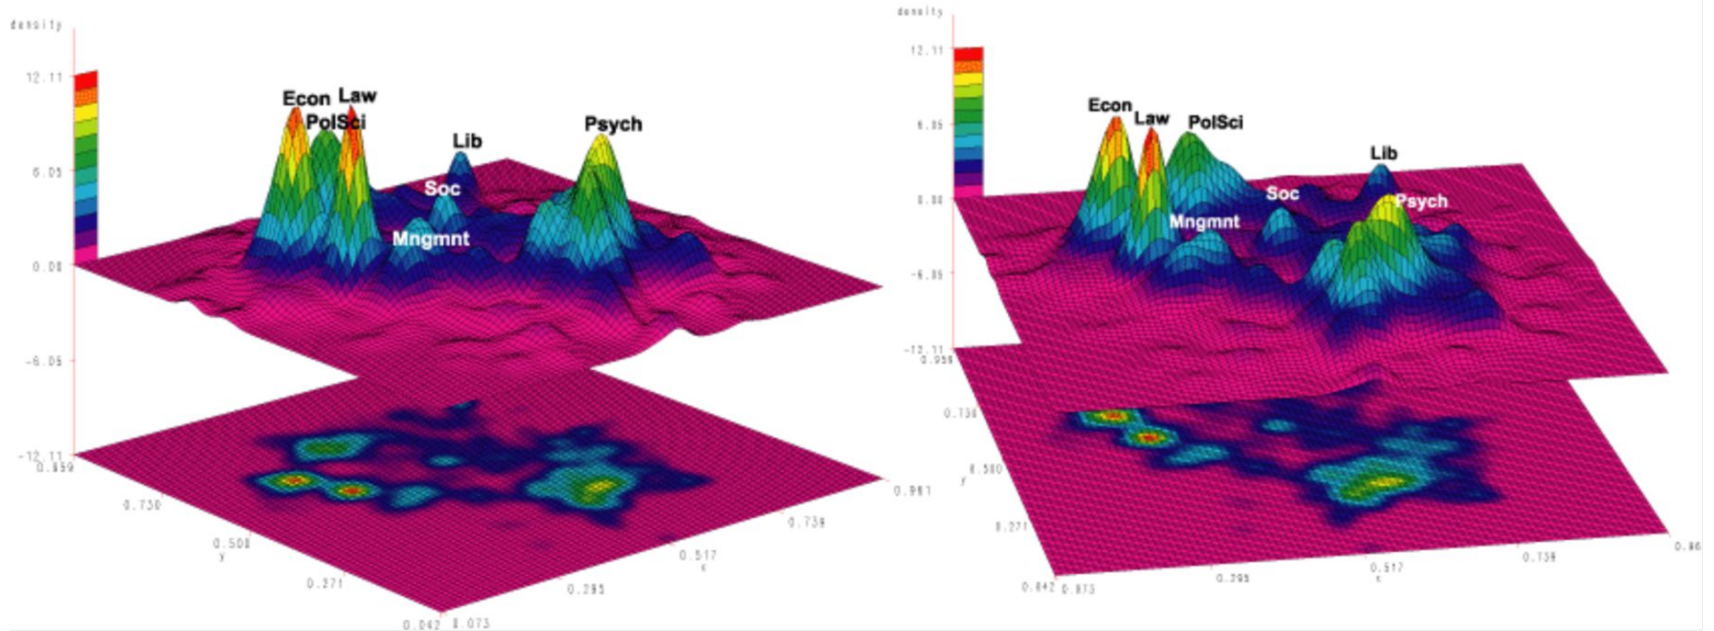 density
12.11
6.05
0.00
-6.05
-12.11
0.959
0.730
0.500
y
0.271
0.042
0.073
0.295
0.517
x
0.739
0.961
Econ
Law
PolSci
Lib
Psych
Soc
Mngmnt
density
12.11
6.05
0.00
-6.05
-12.11
0.959
0.730
0.500
y
0.271
0.042
0.073
0.295
0.517
x
0.739
0.96
Econ
Law
PolSci
Lib
Soc
Psych
Mngmnt